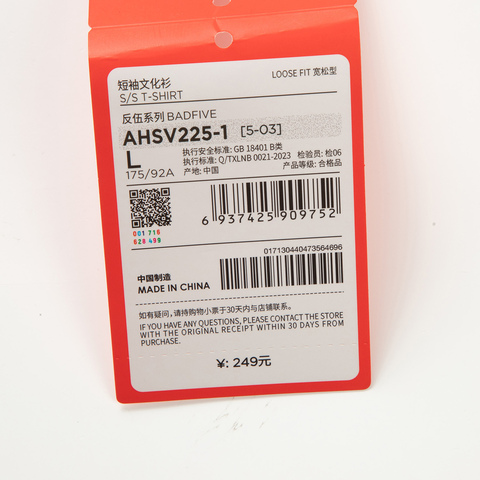 短袖文化衫
LOOSE FIT 宽松型
S/S T-SHIRT
反伍系列 BADFIVE
AHSV225-1 [5-03]
L
175/92A
执行安全标准: GB 18401 B类
执行标准: Q/TXLNB 0021-2023 检验员: 检06
产地: 中国 产品等级: 合格品
001 716
628 499
6 937425 909752
017130440473564696
中国制造
MADE IN CHINA
如有疑问, 请持购物小票于30天内与店铺联系。
IF YOU HAVE ANY QUESTIONS, PLEASE CONTACT THE STORE
WITH THE ORIGINAL RECEIPT WITHIN 30 DAYS FROM
PURCHASE.
¥: 249元